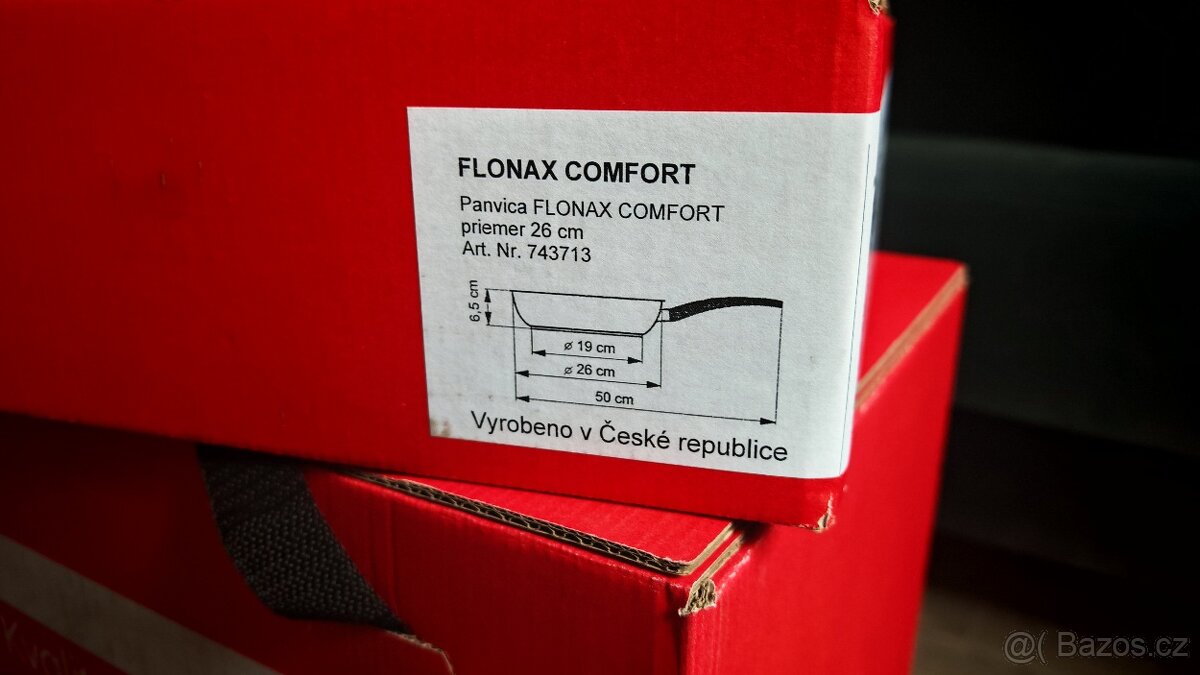 FLONAX COMFORT
Panvica FLONAX COMFORT
priemer 26 cm
Art. Nr. 743713
6,5 cm
⌀ 19 cm
⌀ 26 cm
50 cm
Vyrobeno v České republice
@( Bazos.cz